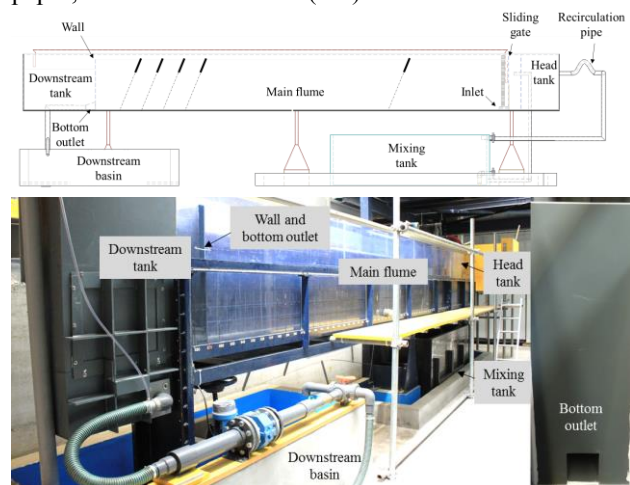 Wall
Sliding
gate
Recirculation
pipe
Downstream
tank
Head
tank
Main flume
Inlet
Bottom
outlet
Mixing
tank
Downstream
basin
Wall and
bottom outlet
Downstream
tank
Main flume
Head
tank
Mixing
tank
Bottom
outlet
Downstream
basin